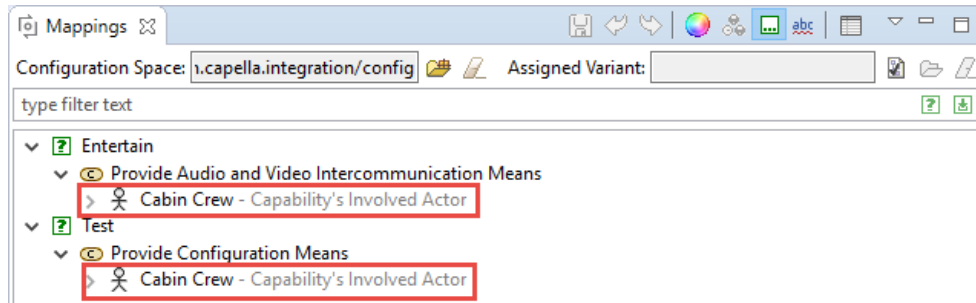 Mappings
abc
Configuration Space: ı.capella.integration/config Assigned Variant:
type filter text
Entertain
Provide Audio and Video Intercommunication Means
Cabin Crew - Capability's Involved Actor
Test
Provide Configuration Means
Cabin Crew - Capability's Involved Actor